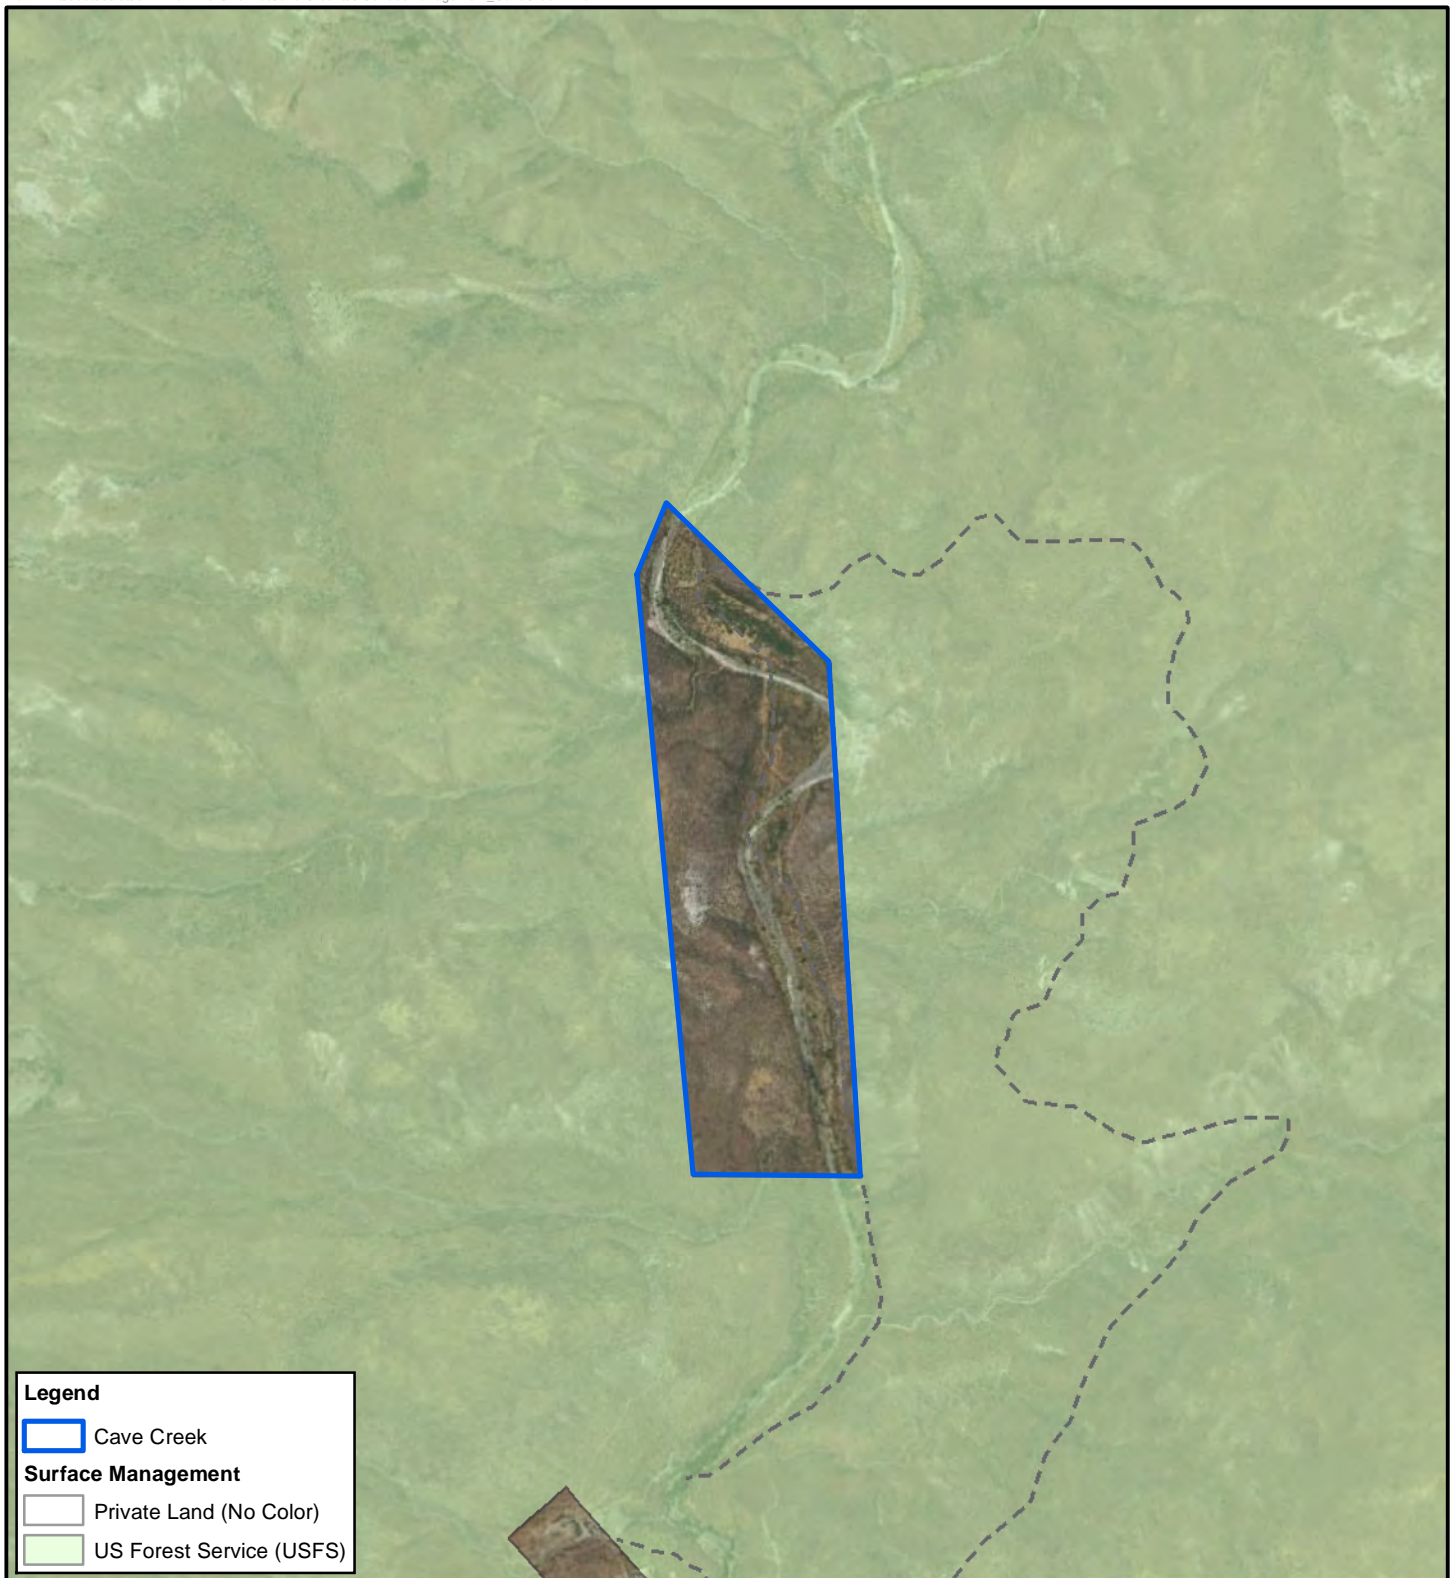 Legend
Cave Creek
Surface Management
Private Land (No Color)
US Forest Service (USFS)